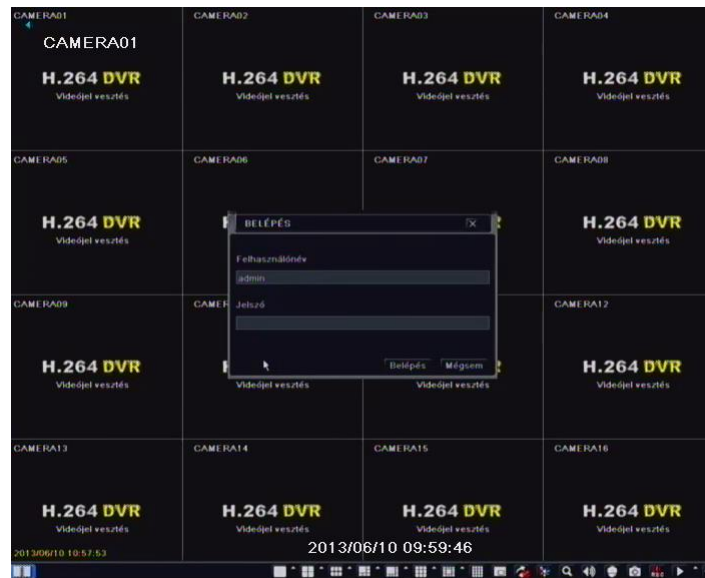 CAMERA01
CAMERA02
CAMERA03
CAMERA04
CAMERA01
H.264 DVR
Videójel vesztés
H.264 DVR
Videójel vesztés
H.264 DVR
Videójel vesztés
H.264 DVR
Videójel vesztés
CAMERA05
CAMERA06
CAMERA07
CAMERA08
H.264 DVR
Videójel vesztés
H.264 DVR
Videójel vesztés
BELÉPÉS
Felhasználónév
admin
Jelszó
Belépés
Mégsem
CAMERA09
CAMER
CAMERA12
H.264 DVR
Videójel vesztés
Videójel vesztés
Videójel vesztés
H.264 DVR
Videójel vesztés
CAMERA13
CAMERA14
CAMERA15
CAMERA16
H.264 DVR
Videójel vesztés
H.264 DVR
Videójel vesztés
H.264 DVR
Videójel vesztés
H.264 DVR
Videójel vesztés
2013/06/10 10:57:53
2013/06/10 09:59:46
REC